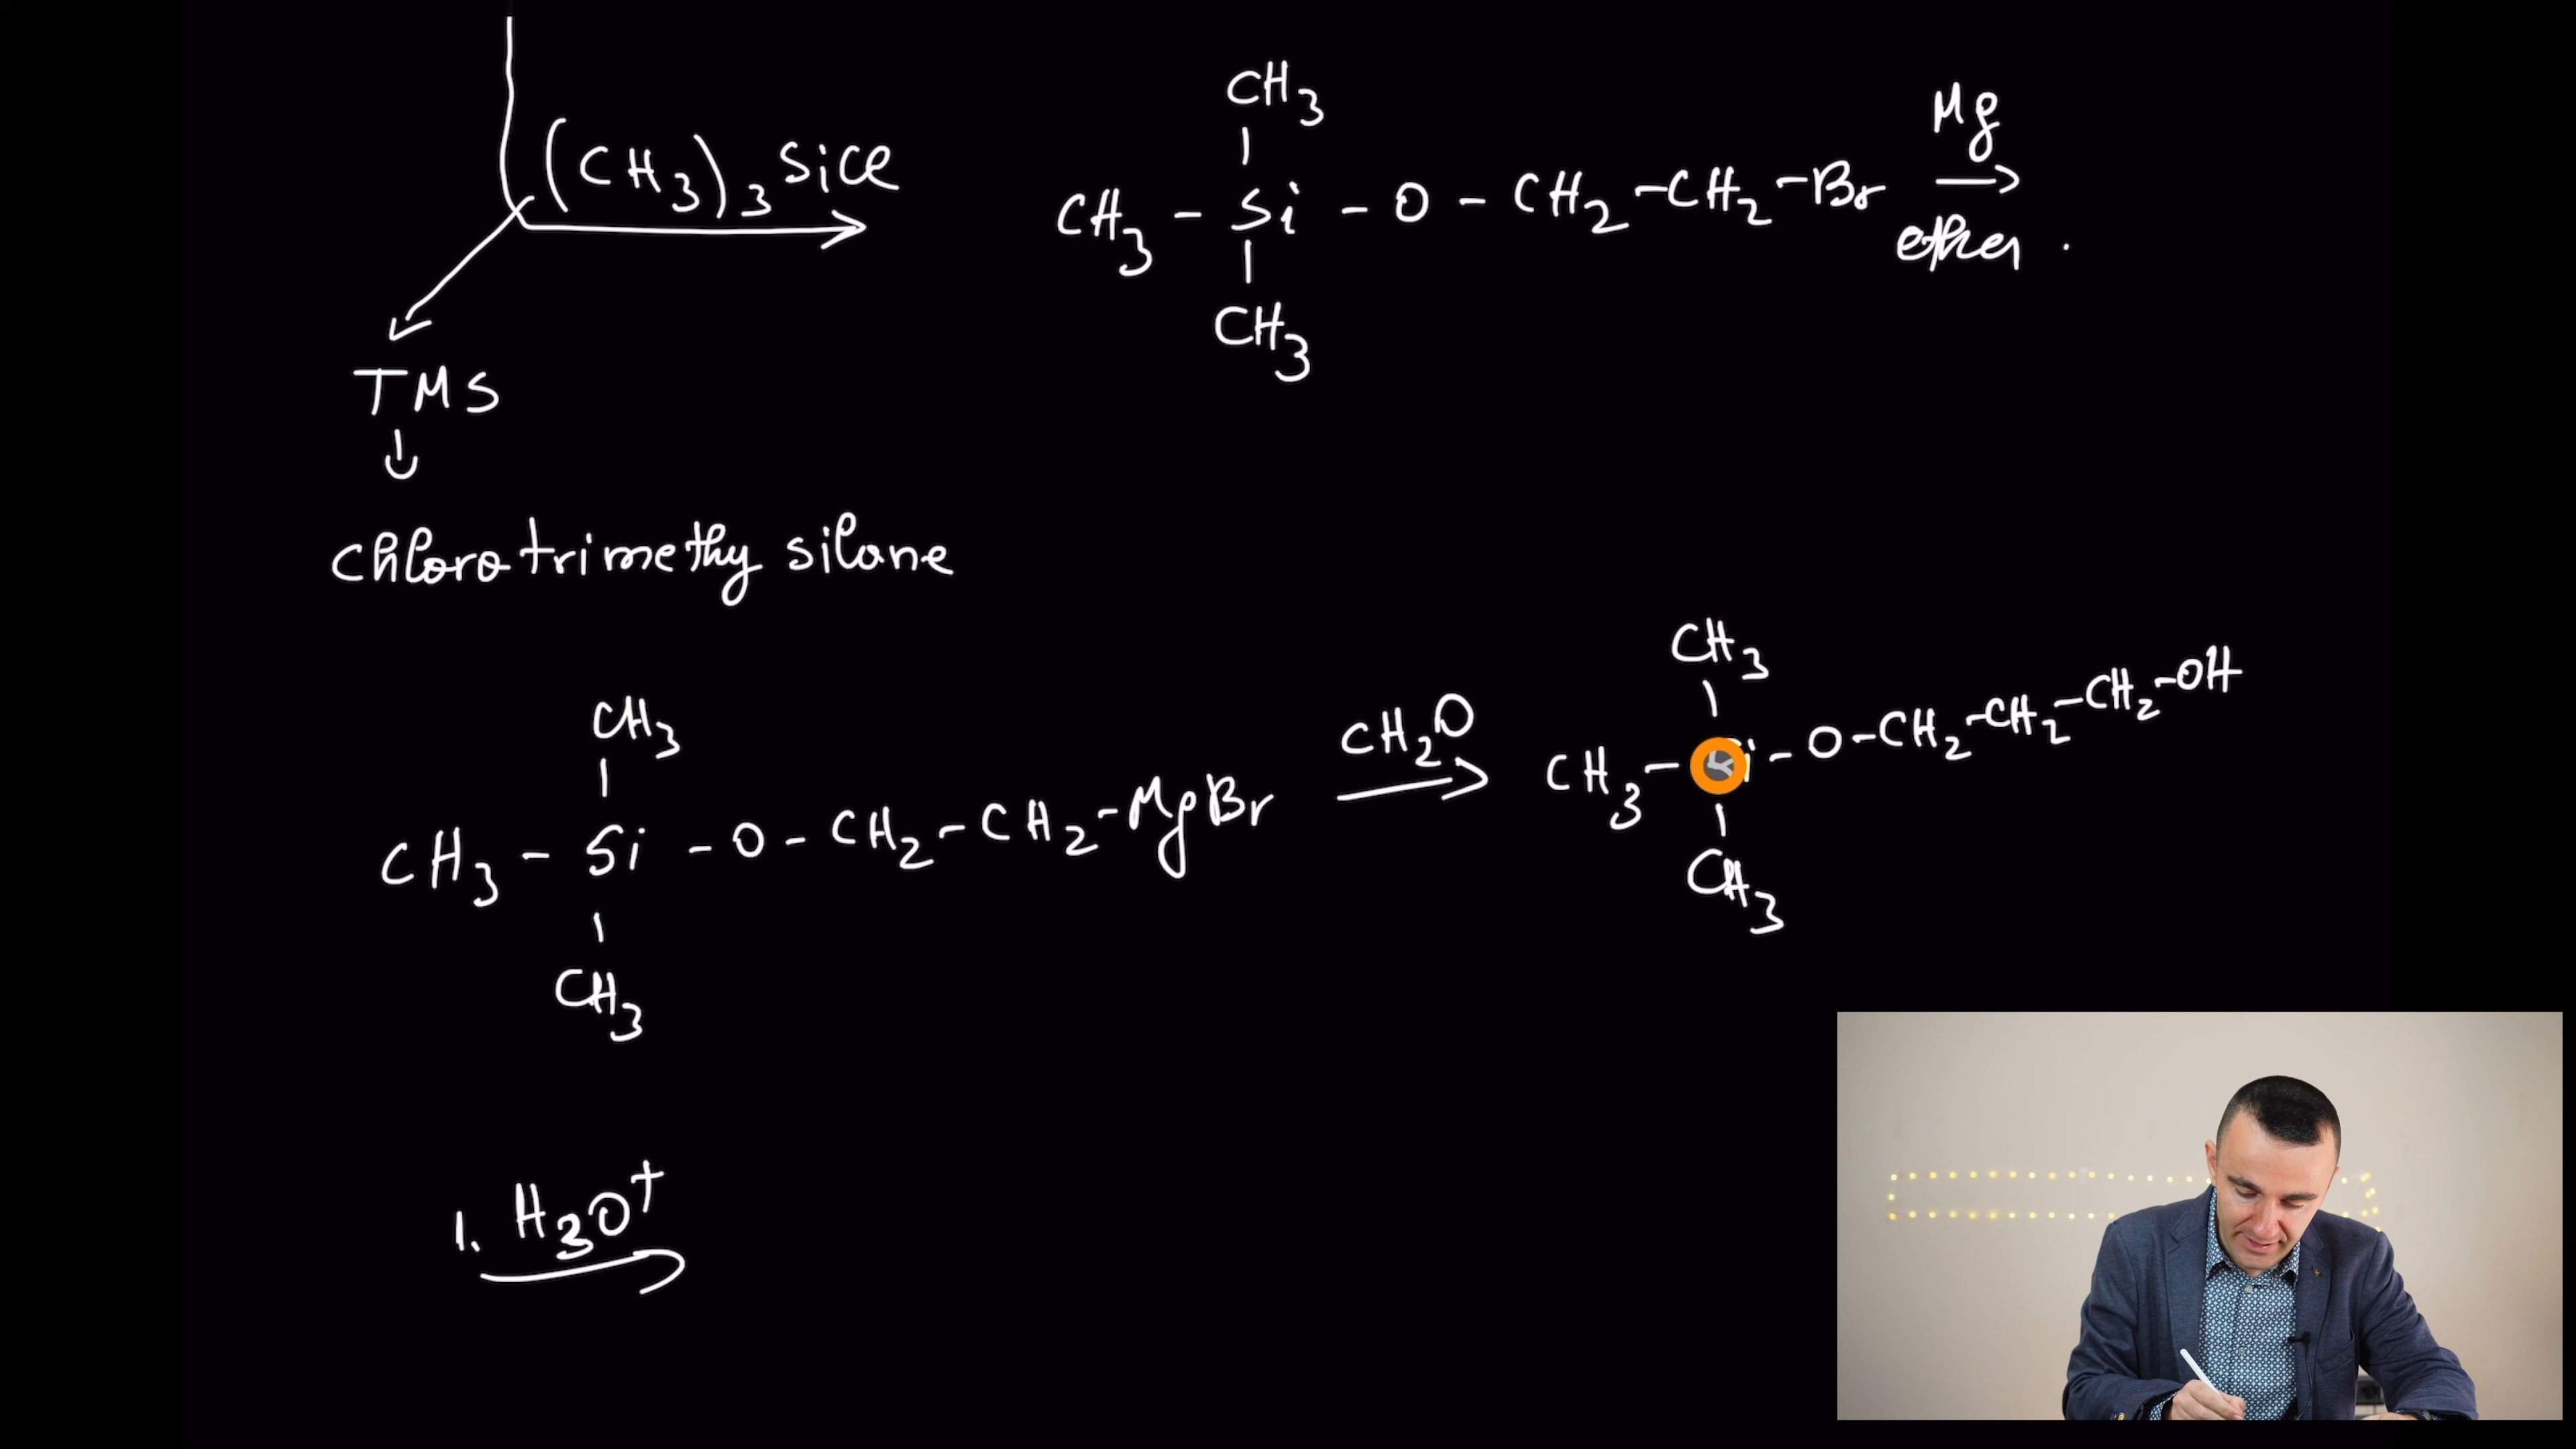 (CH₃)₃SiCl
CH₃
CH₃ - Si - O - CH₂ - CH₂ - Br
CH₃
Mg
→
ether
TMS
chlorotrimethy silane
CH₃
CH₃ - Si - O - CH₂ - CH₂ - MgBr
CH₃
CH₂O
→
CH₃
CH₃ - Si - O - CH₂ - CH₂ - CH₂ - OH
CH₃
1. H₃O⁺